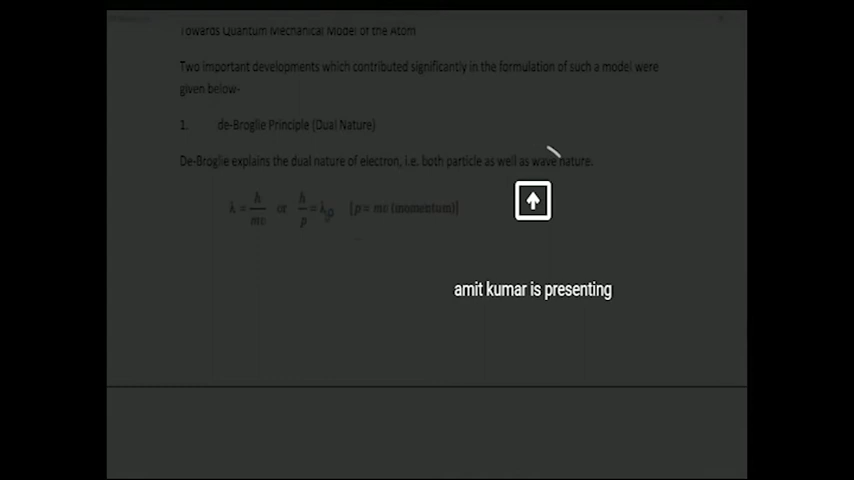 Towards Quantum Mechanical Model of the Atom
Two important developments which contributed significantly in the formulation of such a model were
given below-
1. de-Broglie Principle (Dual Nature)
De-Broglie explains the dual nature of electron, i.e. both particle as well as wave nature.
λ = h/mv or h/p = λ [p = mv (momentum)]
amit kumar is presenting